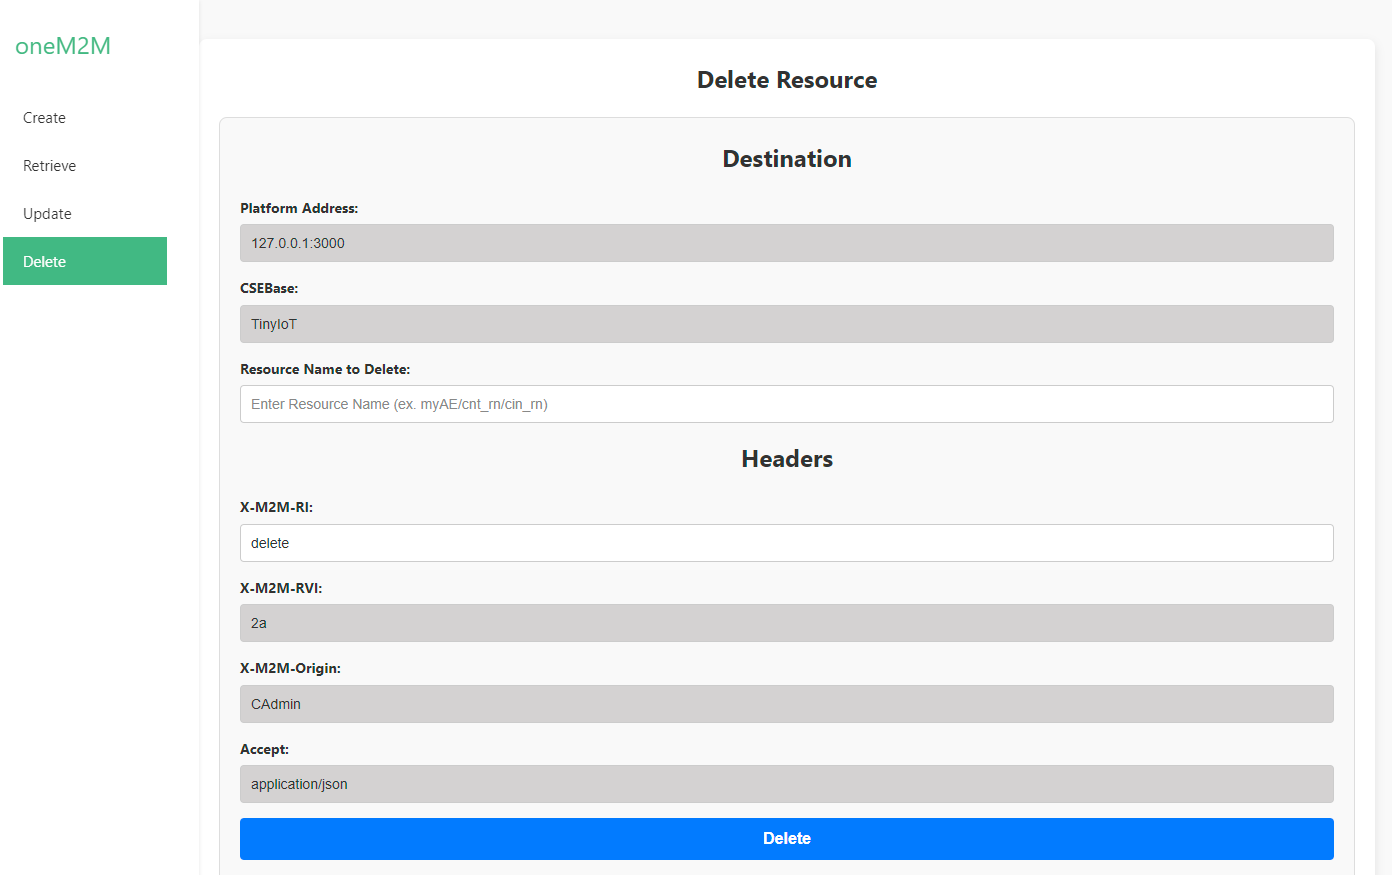 oneM2M
Create
Retrieve
Update
Delete
Delete Resource
Destination
Platform Address:
127.0.0.1:3000
CSEBase:
TinyIoT
Resource Name to Delete:
Enter Resource Name (ex. myAE/cnt_rn/cin_rn)
Headers
X-M2M-RI:
delete
X-M2M-RVI:
2a
X-M2M-Origin:
CAdmin
Accept:
application/json
Delete